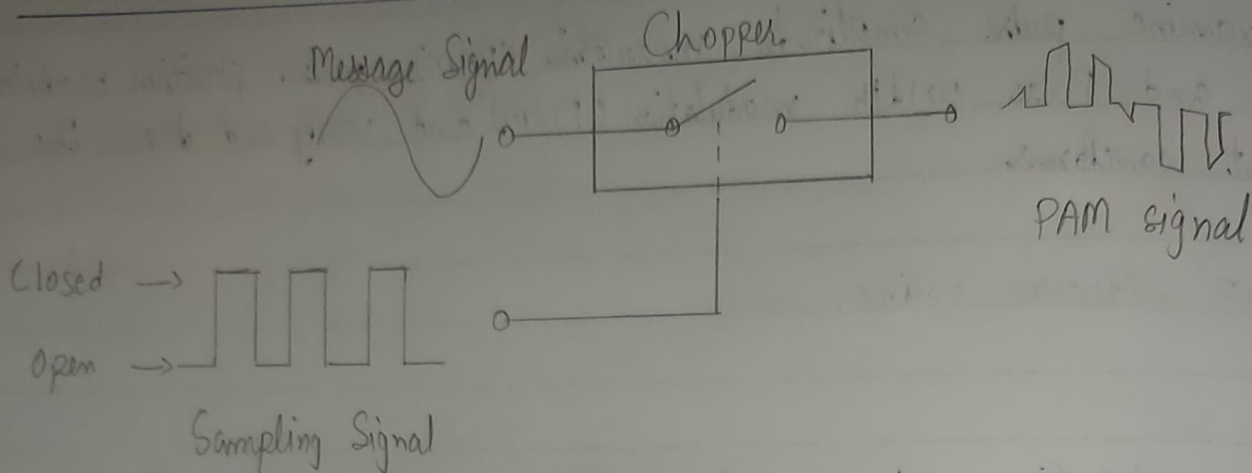 Chopper
Message Signal
PAM signal
Closed →
Open →
Sampling Signal